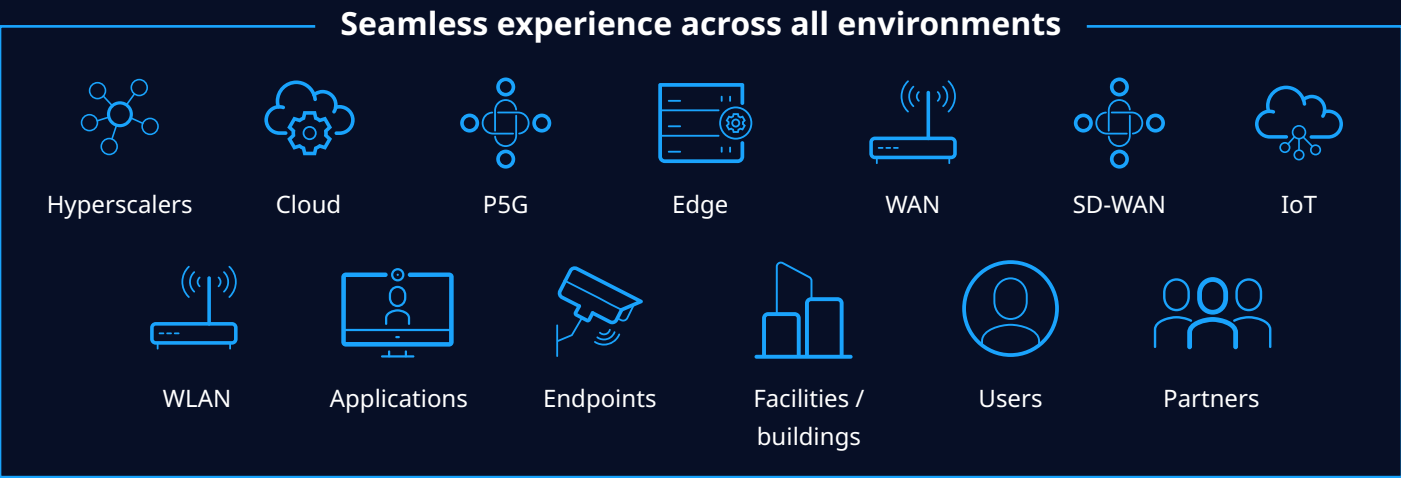 Seamless experience across all environments
Hyperscalers
Cloud
P5G
Edge
WAN
SD-WAN
IoT
WLAN
Applications
Endpoints
Facilities /
buildings
Users
Partners